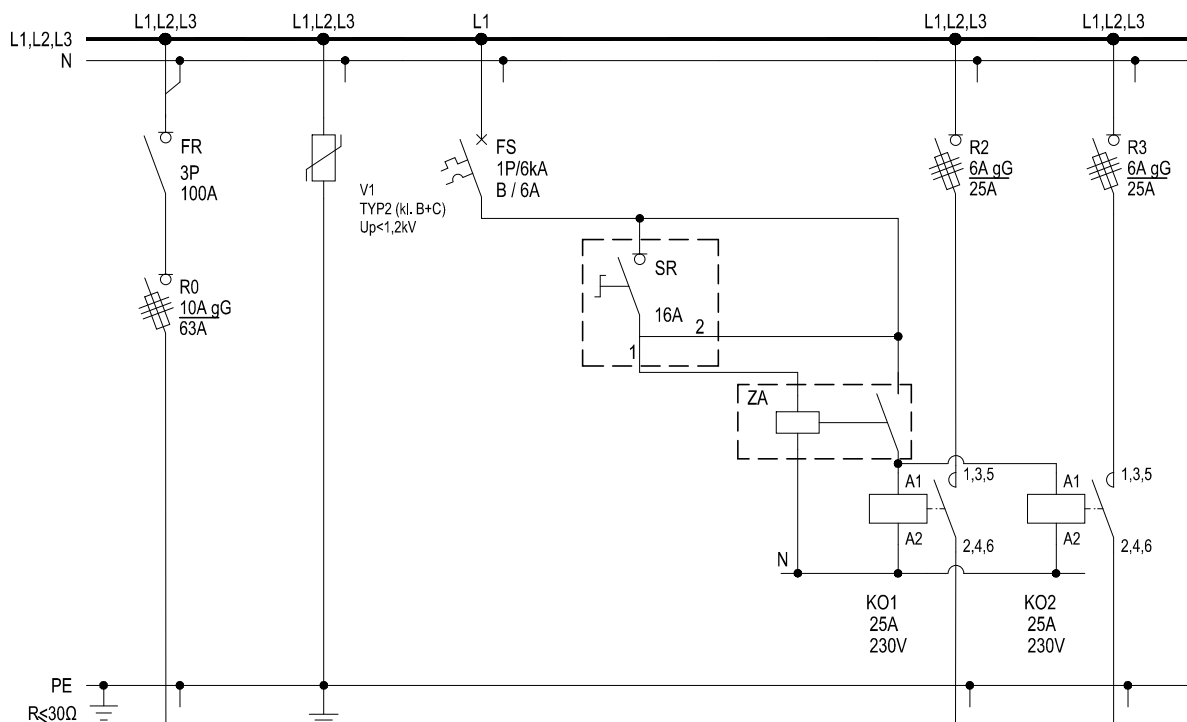 L1,L2,L3
L1,L2,L3
L1
L1,L2,L3
L1,L2,L3
L1,L2,L3
N
FR
3P
100A
R0
10A gG
63A
V1
TYP2 (kl. B+C)
Up<1,2kV
FS
1P/6kA
B / 6A
SR
16A
2
1
ZA
R2
6A gG
25A
R3
6A gG
25A
A1
1,3,5
A2
2,4,6
A1
1,3,5
A2
2,4,6
N
KO1
25A
230V
KO2
25A
230V
PE
R⩽30Ω